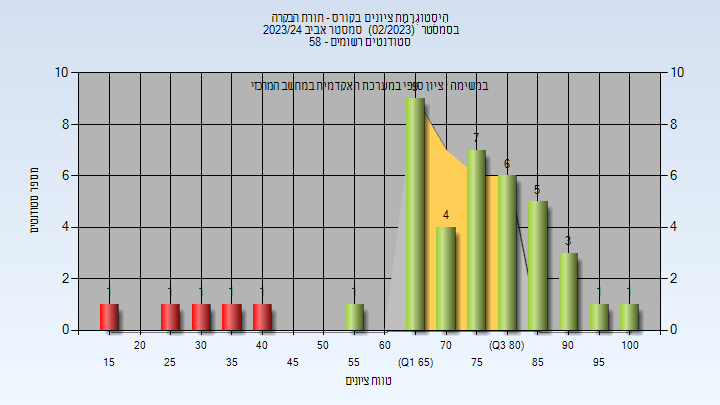 היסטוגרמת ציונים בקורס - תורת הבקרה
בסמסטר (02/2023) סמסטר אביב 2023/24
סטודנטים רשומים - 58
במשימה ציון סופי במערכת האקדמית במחשב המרכזי
מספר סטודנטים
10 10
8 8
6 6
4 4
2 2
0 0
1 1 1 1 1 1 9 4 7 6 5 3 1 1
20 30 40 50 60 70 (Q3 80) 90 100
15 25 35 45 55 (Q1 65) 75 85 95
טווח ציונים